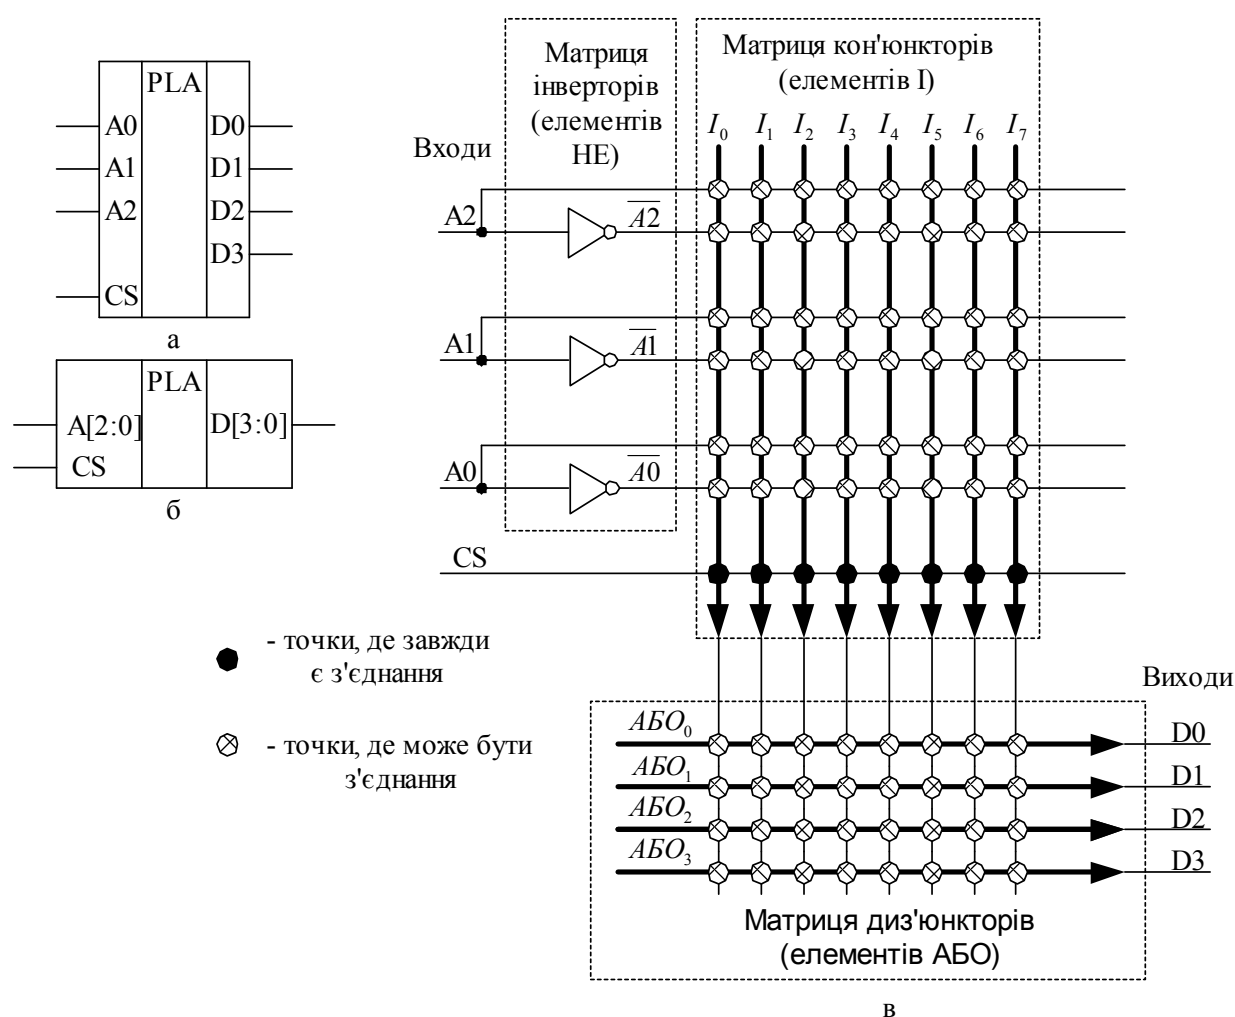 PLA
A0
D0
A1
D1
A2
D2
D3
CS
а
PLA
A[2:0]
D[3:0]
CS
б
Матриця
інверторів
(елементів
НЕ)
Матриця кон'юнкторів
(елементів І)
I0 I1 I2 I3 I4 I5 I6 I7
Входи
A2
A2
A1
A1
A0
A0
CS
- точки, де завжди
є з'єднання
- точки, де може бути
з'єднання
Виходи
АБО0
D0
АБО1
D1
АБО2
D2
АБО3
D3
Матриця диз'юнкторів
(елементів АБО)
в